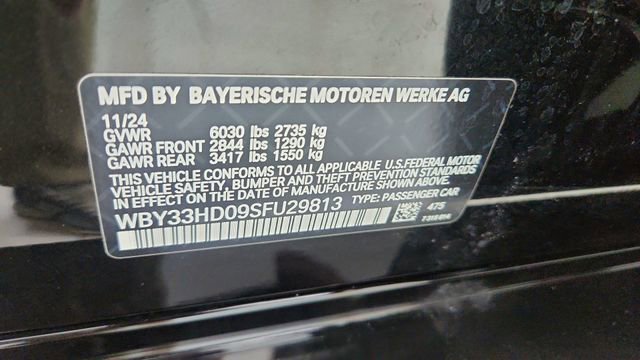 MFD BY BAYERISCHE MOTOREN WERKE AG
11/24
GVWR 6030 lbs 2735 kg
GAWR FRONT 2844 lbs 1290 kg
GAWR REAR 3417 lbs 1550 kg
THIS VEHICLE CONFORMS TO ALL APPLICABLE U.S.FEDERAL MOTOR
VEHICLE SAFETY, BUMPER, AND THEFT PREVENTION STANDARDS
IN EFFECT ON THE DATE OF MANUFACTURE SHOWN ABOVE.
WBY33HD09SFU29813 TYPE: PASSENGER CAR
475